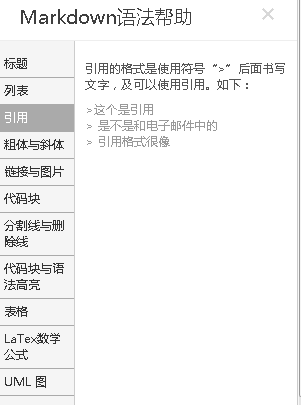 Markdown语法帮助
×
标题
列表
引用
粗体与斜体
链接与图片
代码块
分割线与删
除线
代码块与语
法高亮
表格
LaTex数学
公式
UML 图
引用的格式是使用符号“>”后面书写
文字，及可以使用引用。如下：
>这个是引用
> 是不是和电子邮件中的
> 引用格式很像